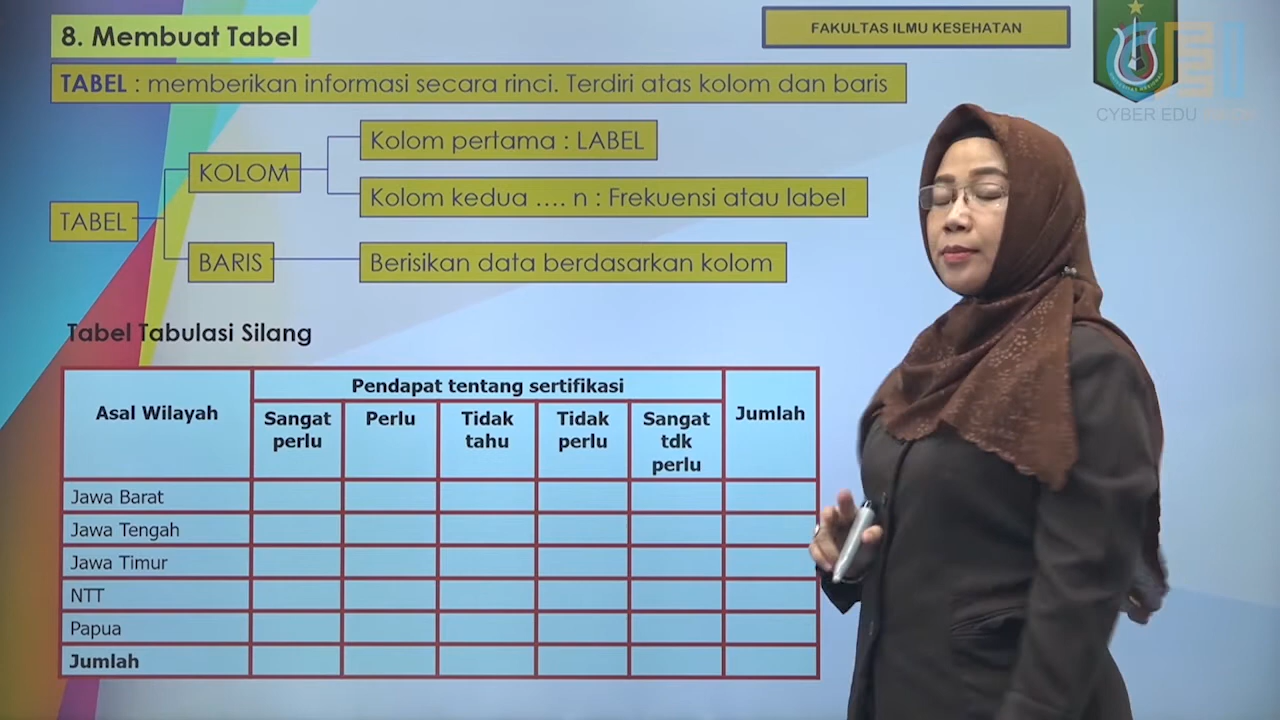 8. Membuat Tabel
FAKULTAS ILMU KESEHATAN
TABEL : memberikan informasi secara rinci. Terdiri atas kolom dan baris
CYBER EDU
Kolom pertama : LABEL
KOLOM
Kolom kedua .... n : Frekuensi atau label
TABEL
BARIS
Berisikan data berdasarkan kolom
Tabel Tabulasi Silang
Asal Wilayah
Pendapat tentang sertifikasi
Jumlah
Sangat perlu
Perlu
Tidak tahu
Tidak perlu
Sangat tdk perlu
Jawa Barat
Jawa Tengah
Jawa Timur
NTT
Papua
Jumlah